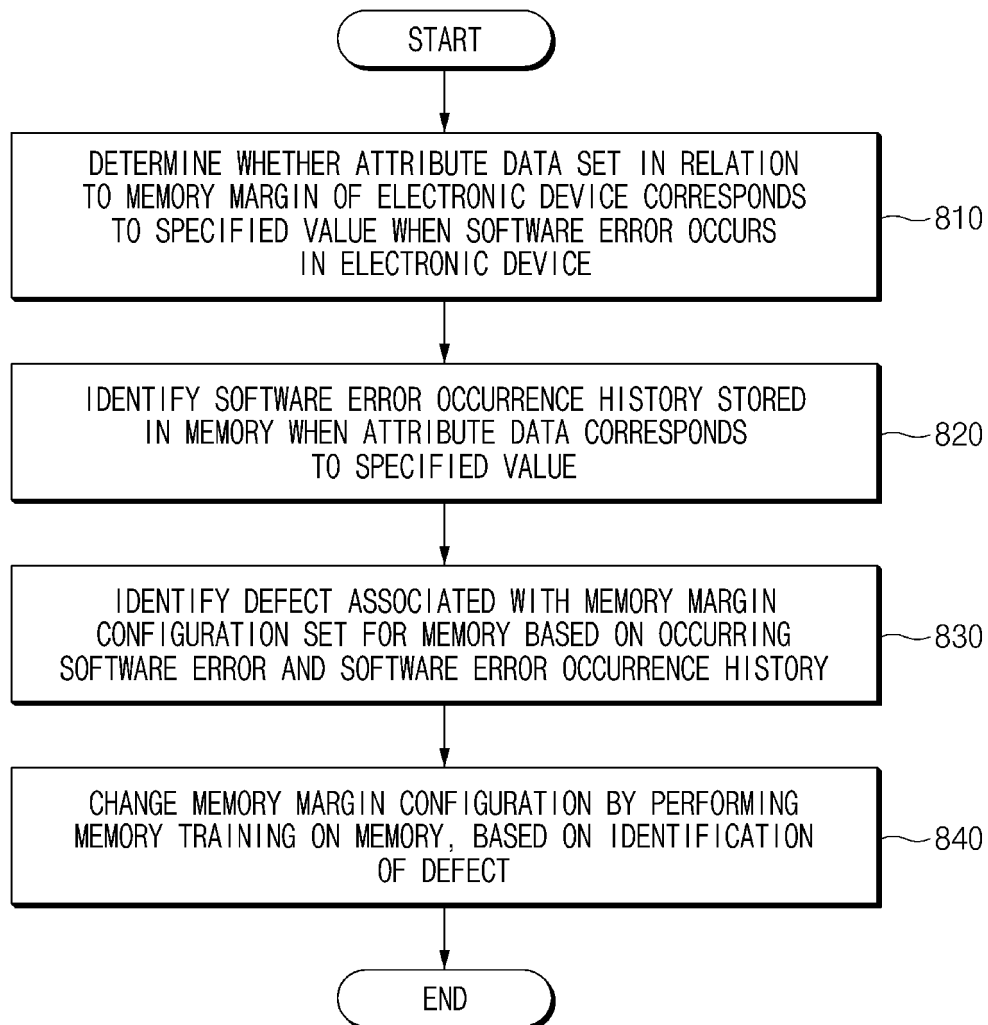 START
DETERMINE WHETHER ATTRIBUTE DATA SET IN RELATION
TO MEMORY MARGIN OF ELECTRONIC DEVICE CORRESPONDS
TO SPECIFIED VALUE WHEN SOFTWARE ERROR OCCURS
IN ELECTRONIC DEVICE
810
IDENTIFY SOFTWARE ERROR OCCURRENCE HISTORY STORED
IN MEMORY WHEN ATTRIBUTE DATA CORRESPONDS
TO SPECIFIED VALUE
820
IDENTIFY DEFECT ASSOCIATED WITH MEMORY MARGIN
CONFIGURATION SET FOR MEMORY BASED ON OCCURRING
SOFTWARE ERROR AND SOFTWARE ERROR OCCURRENCE HISTORY
830
CHANGE MEMORY MARGIN CONFIGURATION BY PERFORMING
MEMORY TRAINING ON MEMORY, BASED ON IDENTIFICATION
OF DEFECT
840
END